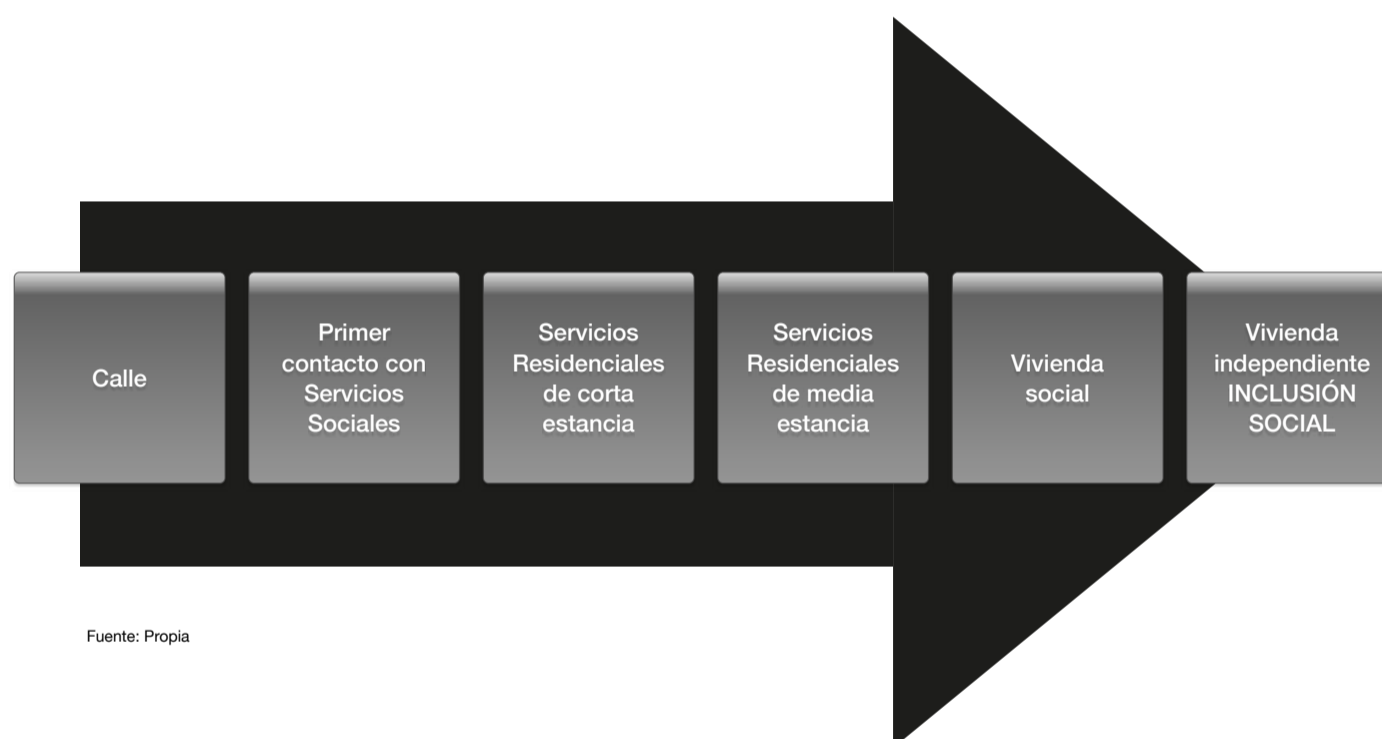 Calle
Primer
contacto con
Servicios
Sociales
Servicios
Residenciales
de corta
estancia
Servicios
Residenciales
de media
estancia
Vivienda
social
Vivienda
independiente
INCLUSIÓN
SOCIAL
Fuente: Propia